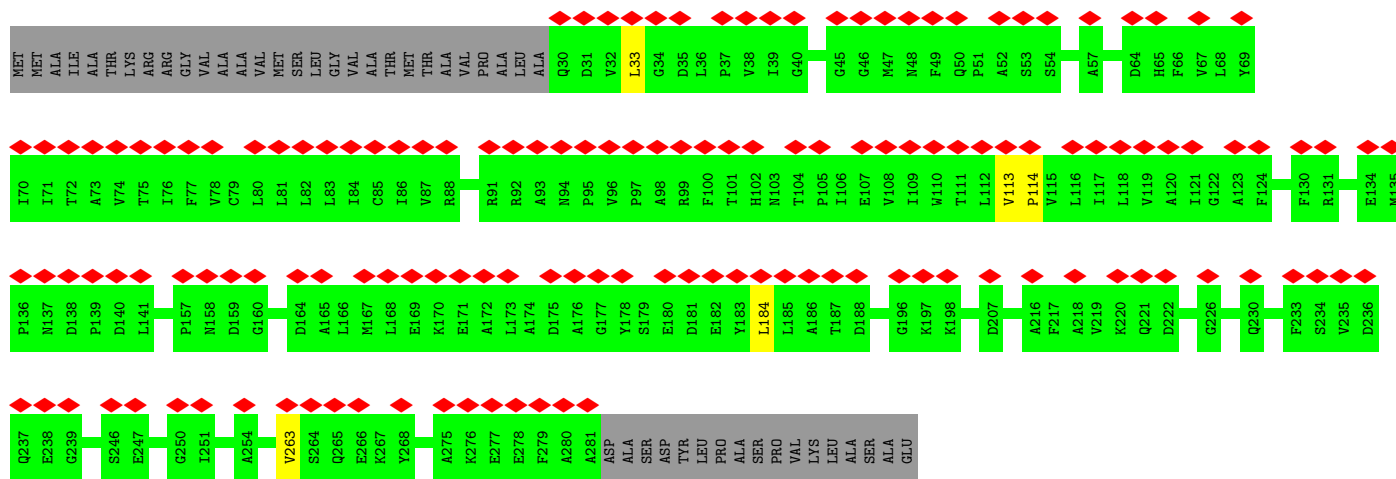 MET MET ALA ILE ALA THR LYS ARG ARG GLY VAL ALA ALA VAL MET SER LEU GLY VAL ALA THR MET THR ALA VAL PRO ALA LEU ALA Q30 D31 V32 L33 G34 D35 L36 P37 V38 I39 G40 G45 G46 M47 N48 F49 Q50 P51 A52 S53 S54 A57 D64 H65 F66 V67 L68 Y69
I70 I71 T72 A73 V74 T75 I76 F77 V78 C79 L80 L81 L82 L83 I84 C85 I86 V87 R88 R91 R92 A93 N94 P95 V96 P97 A98 R99 F100 T101 H102 N103 T104 P105 I106 E107 V108 I109 W110 T111 L112 V113 P114 V115 L116 I117 L118 V119 A120 I121 G122 A123 F124 F130 R131 E134 M135
P136 N137 D138 P139 D140 L141 P157 N158 D159 G160 D164 A165 L166 M167 L168 E169 K170 E171 A172 L173 A174 D175 A176 G177 Y178 S179 E180 D181 E182 Y183 L184 L185 A186 T187 D188 G196 K197 K198 D207 A216 F217 A218 V219 K220 Q221 D222 G226 Q230 F233 S234 V235 D236
Q237 E238 G239 S246 E247 G250 I251 A254 V263 S264 Q265 E266 K267 Y268 A275 K276 E277 E278 F279 A280 A281 ASP ALA SER ASP TYR LEU PRO ALA SER PRO VAL LYS LEU ALA SER ALA GLU